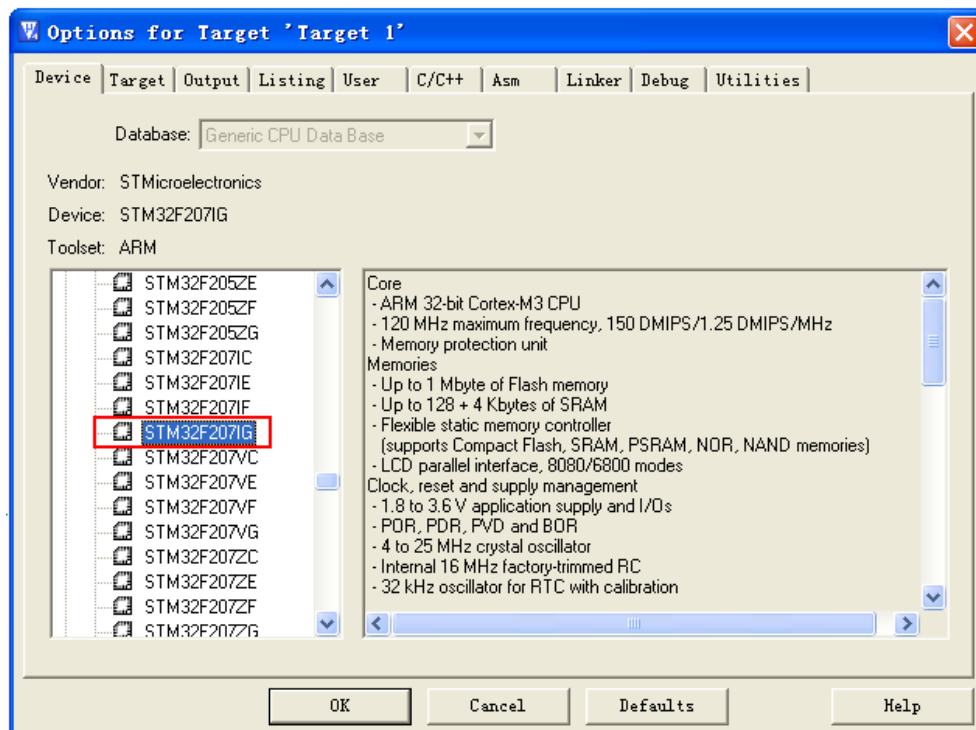 Options for Target 'Target 1'
Device Target Output Listing User C/C++ Asm Linker Debug Utilities
Database: Generic CPU Data Base
Vendor: STMicroelectronics
Device: STM32F207IG
Toolset: ARM
STM32F205ZE
STM32F205ZF
STM32F205ZG
STM32F207IC
STM32F207IE
STM32F207IF
STM32F207IG
STM32F207VC
STM32F207VE
STM32F207VF
STM32F207VG
STM32F207ZC
STM32F207ZE
STM32F207ZF
STM32F207ZG
Core
- ARM 32-bit Cortex-M3 CPU
- 120 MHz maximum frequency, 150 DMIPS/1.25 DMIPS/MHz
- Memory protection unit
Memories
- Up to 1 Mbyte of Flash memory
- Up to 128 + 4 Kbytes of SRAM
- Flexible static memory controller
(supports Compact Flash, SRAM, PSRAM, NOR, NAND memories)
- LCD parallel interface, 8080/6800 modes
Clock, reset and supply management
- 1.8 to 3.6 V application supply and I/Os
- POR, PDR, PVD and BOR
- 4 to 25 MHz crystal oscillator
- Internal 16 MHz factory-trimmed RC
- 32 kHz oscillator for RTC with calibration
OK Cancel Defaults Help